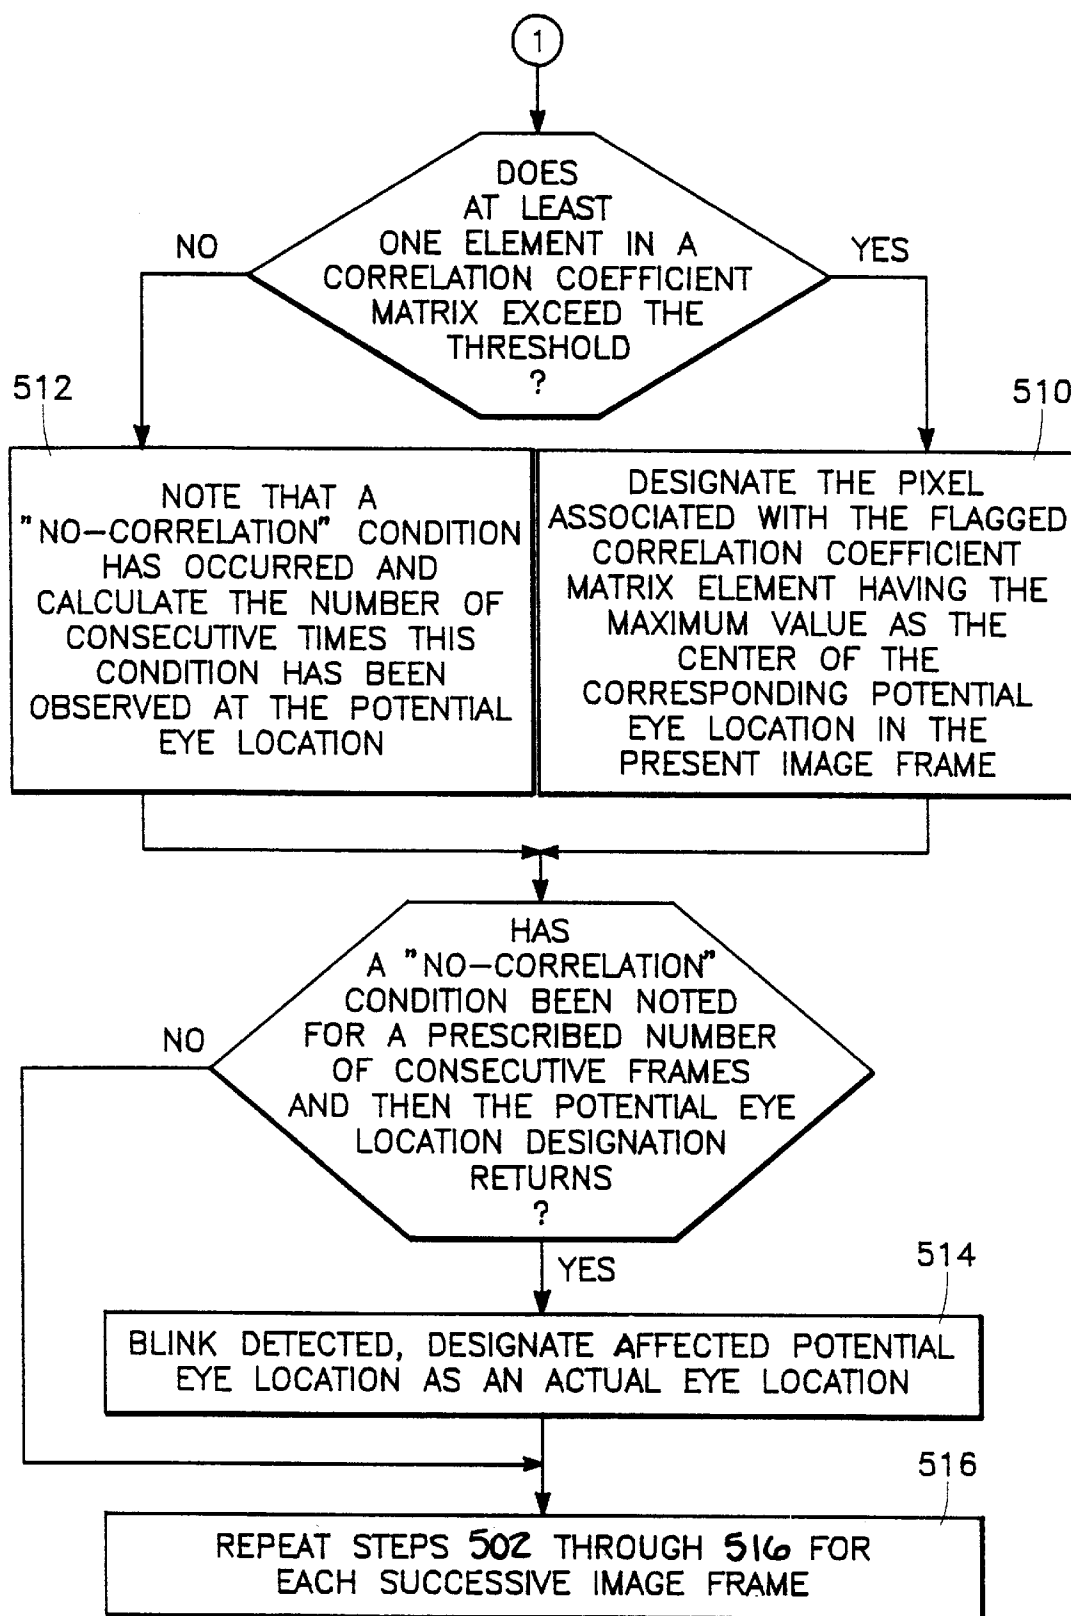 1
DOES
AT LEAST
ONE ELEMENT IN A
CORRELATION COEFFICIENT
MATRIX EXCEED THE
THRESHOLD
?
NO
YES
512
510
NOTE THAT A
"NO-CORRELATION" CONDITION
HAS OCCURRED AND
CALCULATE THE NUMBER OF
CONSECUTIVE TIMES THIS
CONDITION HAS BEEN
OBSERVED AT THE POTENTIAL
EYE LOCATION
DESIGNATE THE PIXEL
ASSOCIATED WITH THE FLAGGED
CORRELATION COEFFICIENT
MATRIX ELEMENT HAVING THE
MAXIMUM VALUE AS THE
CENTER OF THE
CORRESPONDING POTENTIAL
EYE LOCATION IN THE
PRESENT IMAGE FRAME
HAS
A "NO-CORRELATION"
CONDITION BEEN NOTED
FOR A PRESCRIBED NUMBER
OF CONSECUTIVE FRAMES
AND THEN THE POTENTIAL EYE
LOCATION DESIGNATION
RETURNS
?
NO
YES
514
BLINK DETECTED, DESIGNATE AFFECTED POTENTIAL
EYE LOCATION AS AN ACTUAL EYE LOCATION
516
REPEAT STEPS 502 THROUGH 516 FOR
EACH SUCCESSIVE IMAGE FRAME